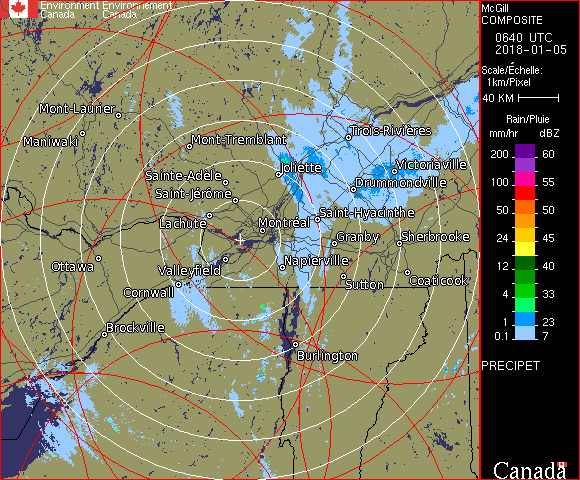 Environment Environnement
Canada Canada
McGill
COMPOSITE
0640 UTC
2018-01-05
Scale/Échelle:
1km/Pixel
40 KM
Rain/Pluie
mm/hr dBZ
200 60
100 55
50 50
24 45
12 40
4 33
1 23
0.1 7
PRECIPET
Canada
Mont-Laurier
Maniwaki
Mont-Tremblant
Trois-Rivières
Joliette
Victoriaville
Sainte-Adèle
Drummondville
Saint-Jérôme
Lachute
Saint-Hyacinthe
Montréal
Granby
Sherbrooke
Ottawa
Valleyfield
Napierville
Cornwall
Sutton
Coaticook
Brockville
Burlington